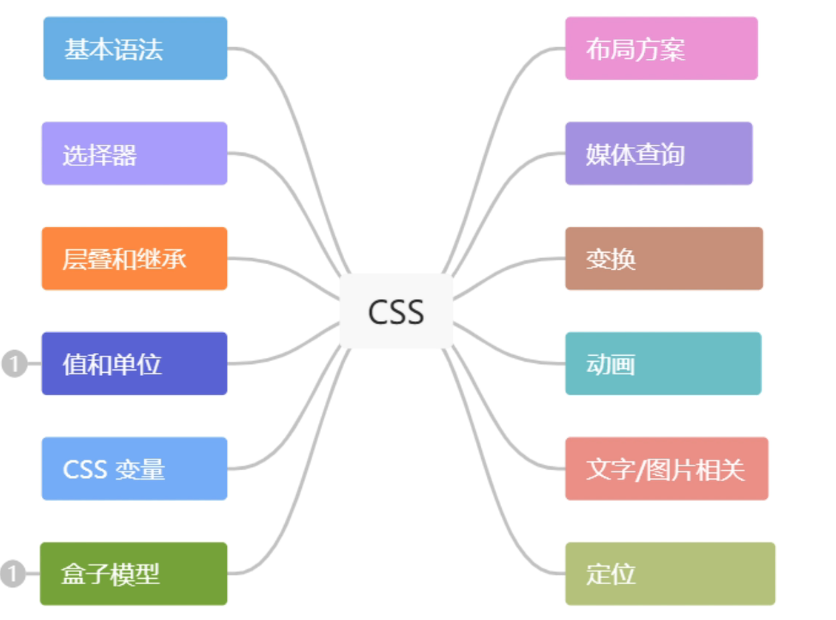 基本语法
选择器
层叠和继承
1
值和单位
CSS 变量
1
盒子模型
CSS
布局方案
媒体查询
变换
动画
文字/图片相关
定位